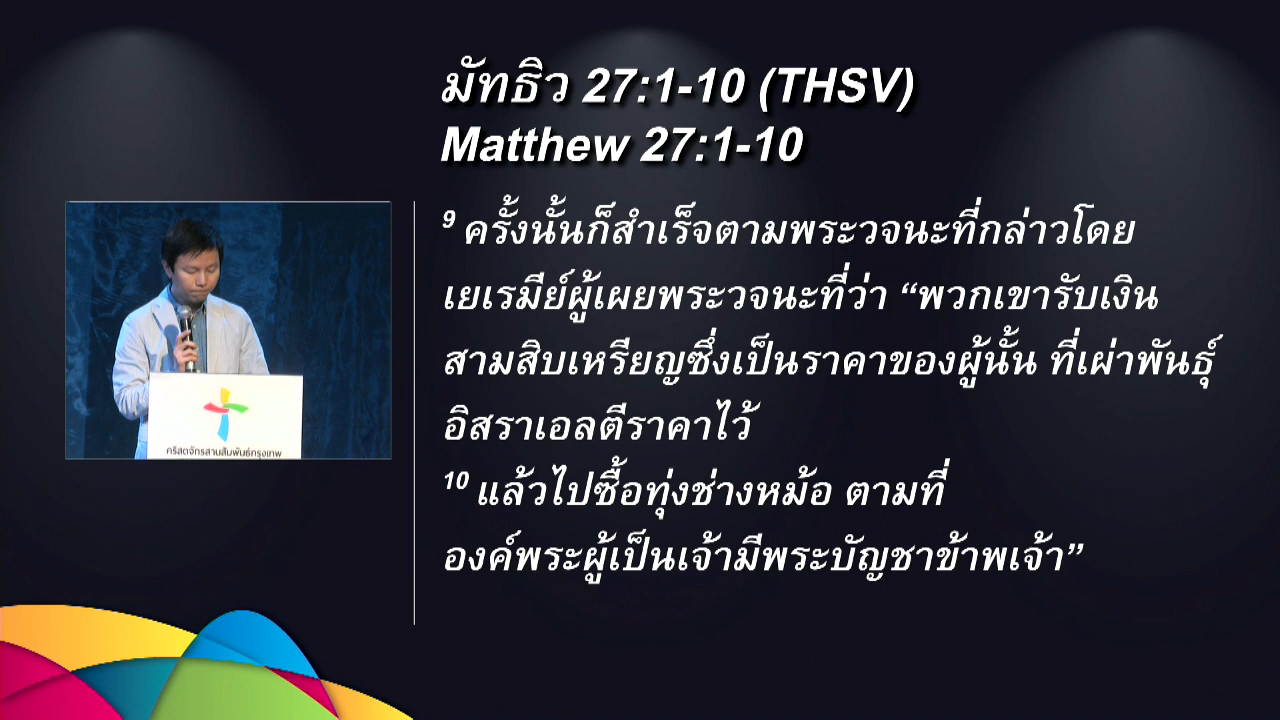 มัทธิว 27:1-10 (THSV)
Matthew 27:1-10
9 ครั้งนั้นก็สำเร็จตามพระวจนะที่กล่าวโดย
เยเรมีย์ผู้เผยพระวจนะที่ว่า “พวกเขารับเงิน
สามสิบเหรียญซึ่งเป็นราคาของผู้นั้น ที่เผ่าพันธุ์
อิสราเอลตีราคาไว้
10 แล้วไปซื้อทุ่งช่างหม้อ ตามที่
องค์พระผู้เป็นเจ้ามีพระบัญชาข้าพเจ้า”
คริสตจักรสานสัมพันธ์กรุงเทพ